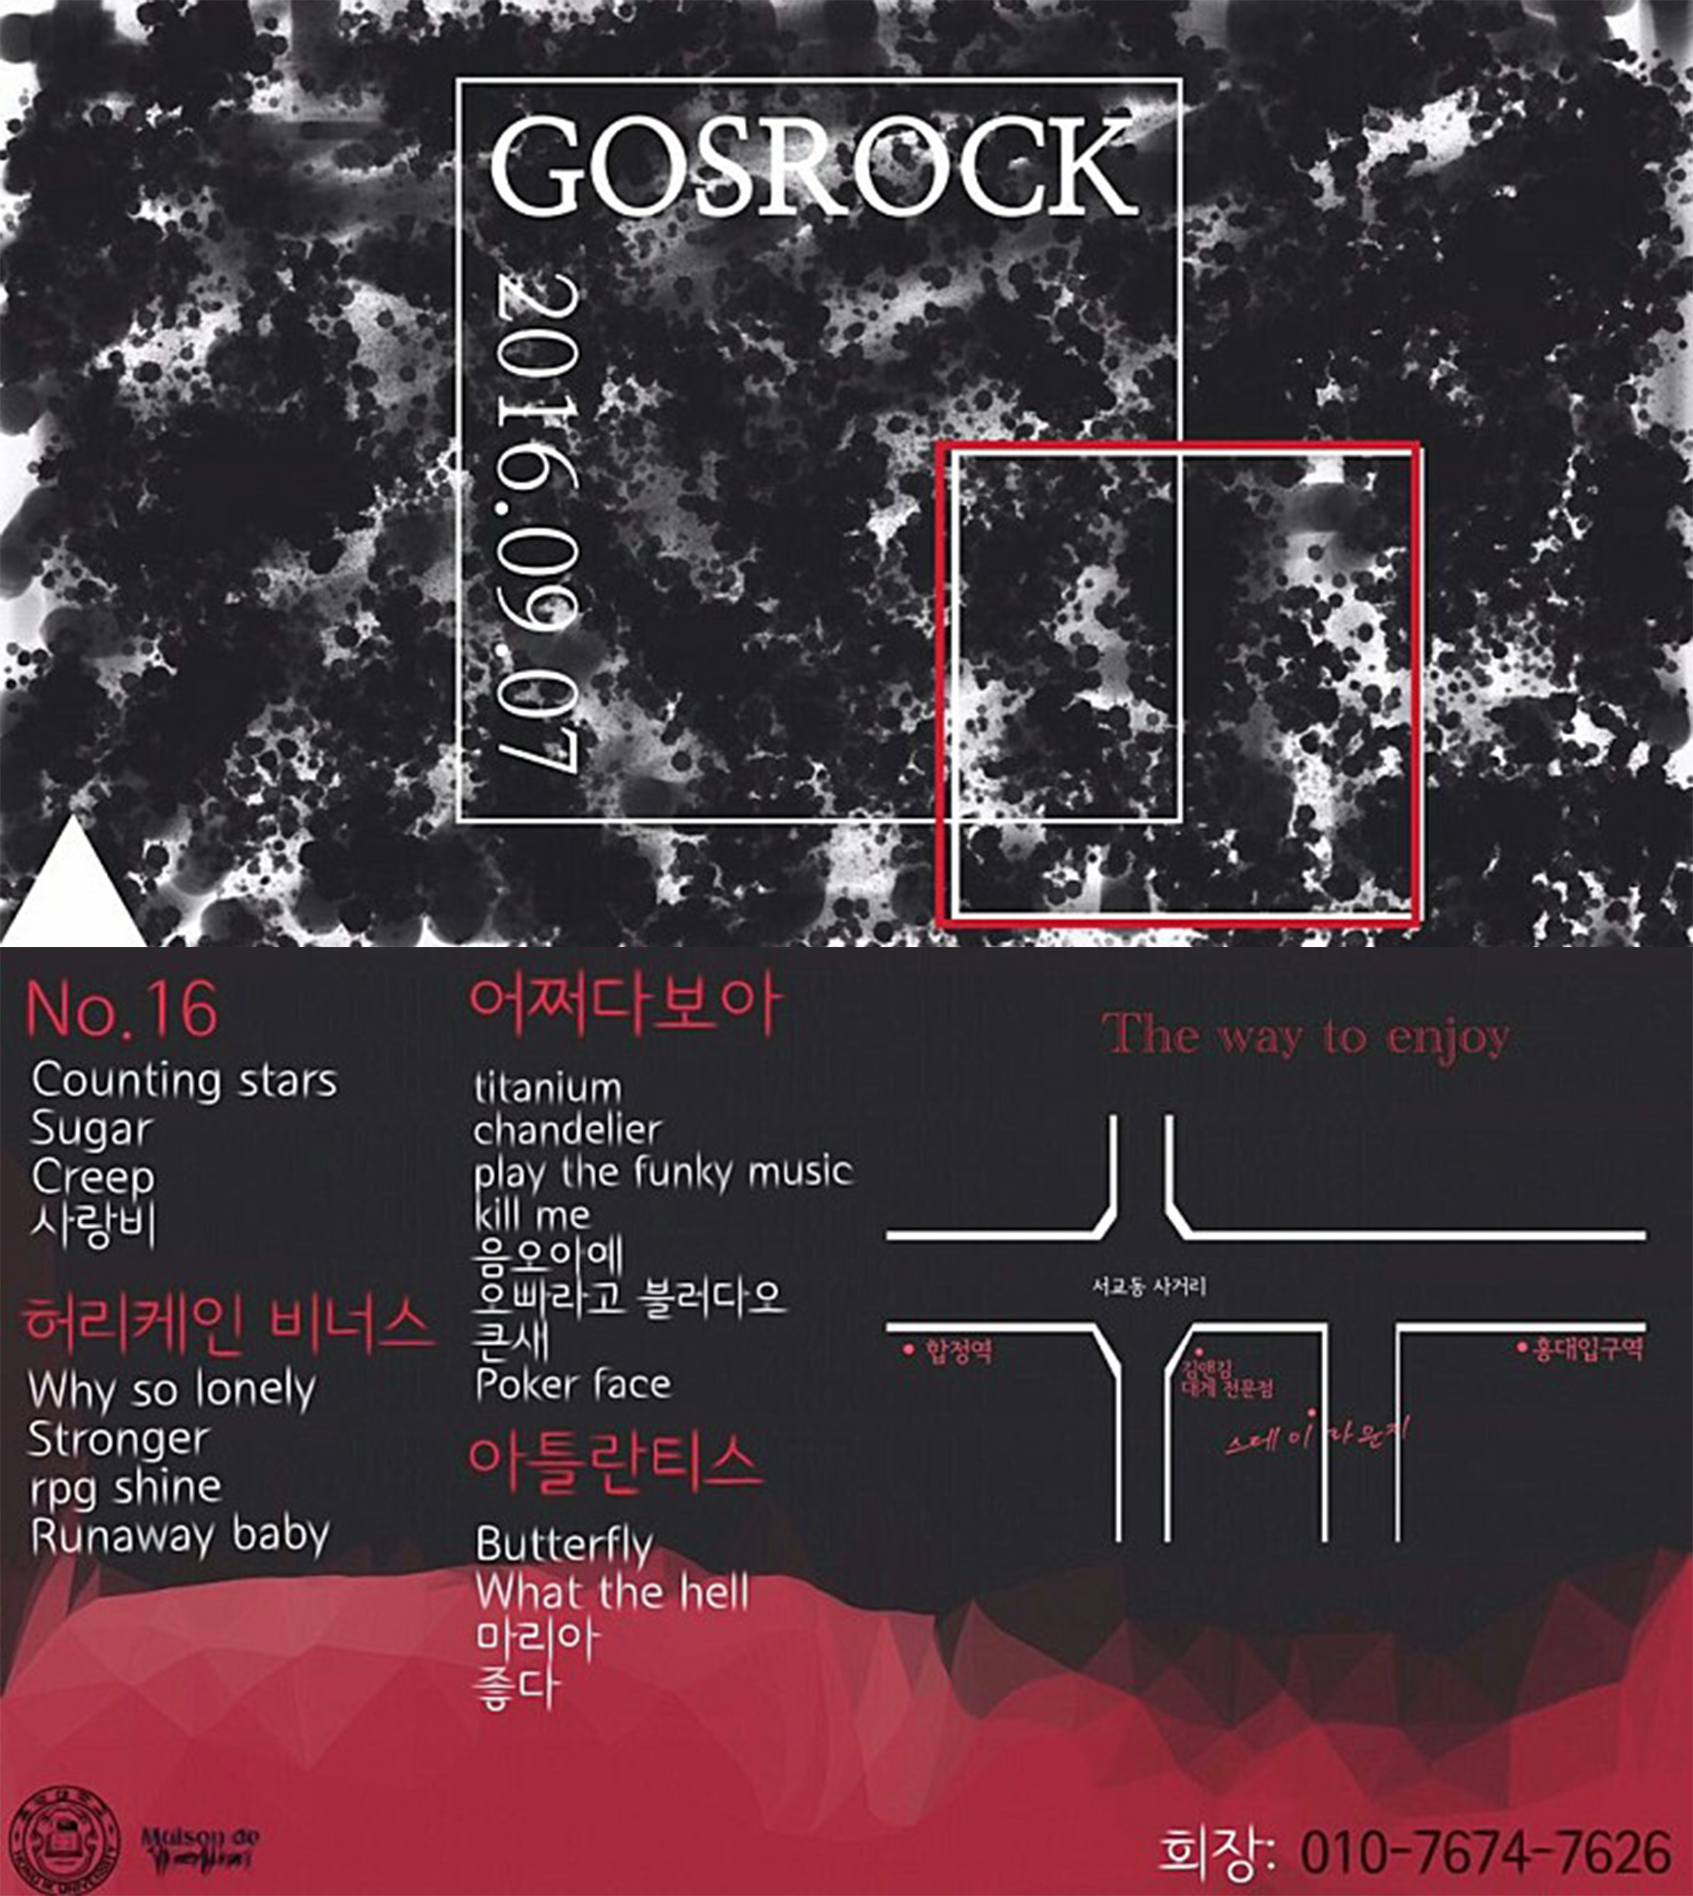 GOSROCK
2016.09.07
No.16
Counting stars
Sugar
Creep
사랑비
허리케인 비너스
Why so lonely
Stronger
rpg shine
Runaway baby
어쩌다보아
titanium
chandelier
play the funky music
kill me
음오아예
오빠라고 불러다오
큰새
Poker face
아틀란티스
Butterfly
What the hell
마리아
좋다
The way to enjoy
서교동 사거리
합정역
홍대입구역
김앤김
대게 전문점
스테이라운지
Maison de
회장: 010-7674-7626